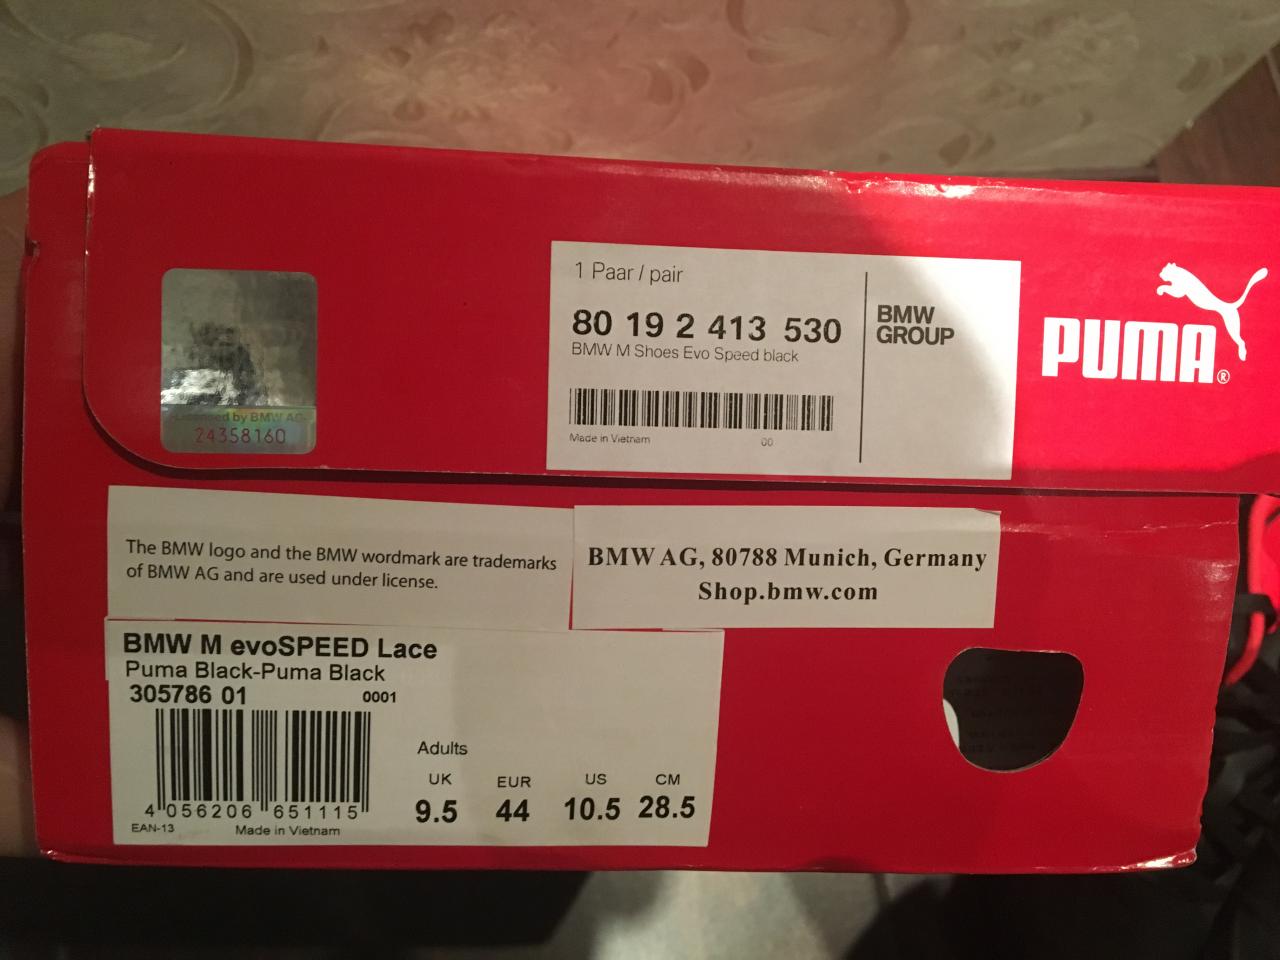 1 Paar / pair
80 19 2 413 530
BMW M Shoes Evo Speed black
Made in Vietnam 00
BMW
GROUP
PUMA®
Licensed by BMW AG
24358160
The BMW logo and the BMW wordmark are trademarks
of BMW AG and are used under license.
BMW AG, 80788 Munich, Germany
Shop.bmw.com
BMW M evoSPEED Lace
Puma Black-Puma Black
305786 01 0001
4 056206 651115
EAN-13 Made in Vietnam
Adults
UK EUR US CM
9.5 44 10.5 28.5